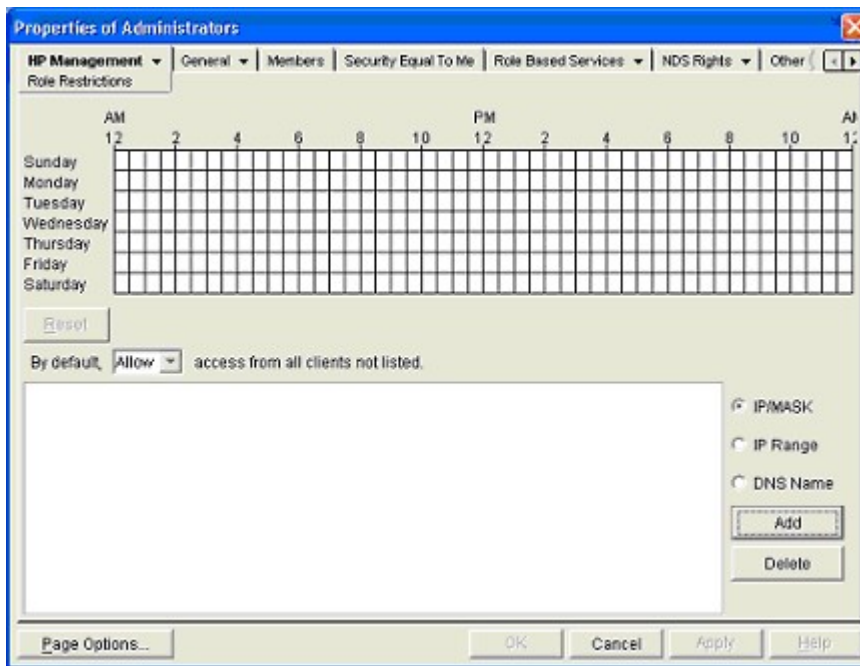 Properties of Administrators
HP Management General Members Security Equal To Me Role Based Services NDS Rights Other
Role Restrictions
AM PM AM
12 2 4 6 8 10 12 2 4 6 8 10 12
Sunday
Monday
Tuesday
Wednesday
Thursday
Friday
Saturday
Reset
By default, Allow access from all clients not listed.
IP/MASK
IP Range
DNS Name
Add
Delete
Page Options... OK Cancel Apply Help